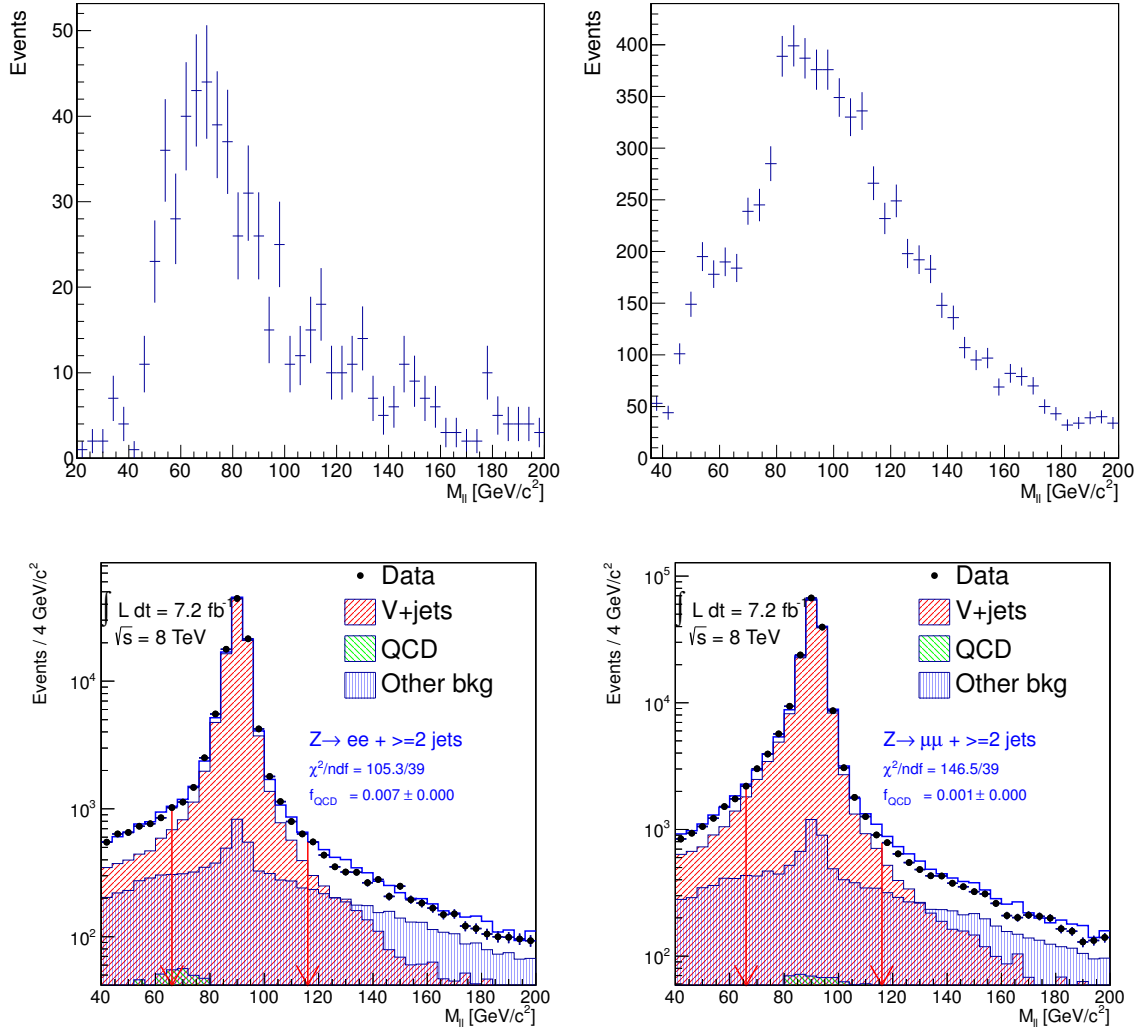 Events
50
40
30
20
10
0
20 40 60 80 100 120 140 160 180 200
M_ll [GeV/c²]
Events
400
350
300
250
200
150
100
50
0
40 60 80 100 120 140 160 180 200
M_ll [GeV/c²]
Events / 4 GeV/c²
10⁴
10³
10²
∫ L dt = 7.2 fb⁻¹
√s = 8 TeV
Data
V+jets
QCD
Other bkg
Z→ ee + >=2 jets
χ²/ndf = 105.3/39
f_QCD = 0.007 ± 0.000
40 60 80 100 120 140 160 180 200
M_ll [GeV/c²]
Events / 4 GeV/c²
10⁵
10⁴
10³
10²
∫ L dt = 7.2 fb⁻¹
√s = 8 TeV
Data
V+jets
QCD
Other bkg
Z→ μμ + >=2 jets
χ²/ndf = 146.5/39
f_QCD = 0.001 ± 0.000
40 60 80 100 120 140 160 180 200
M_ll [GeV/c²]